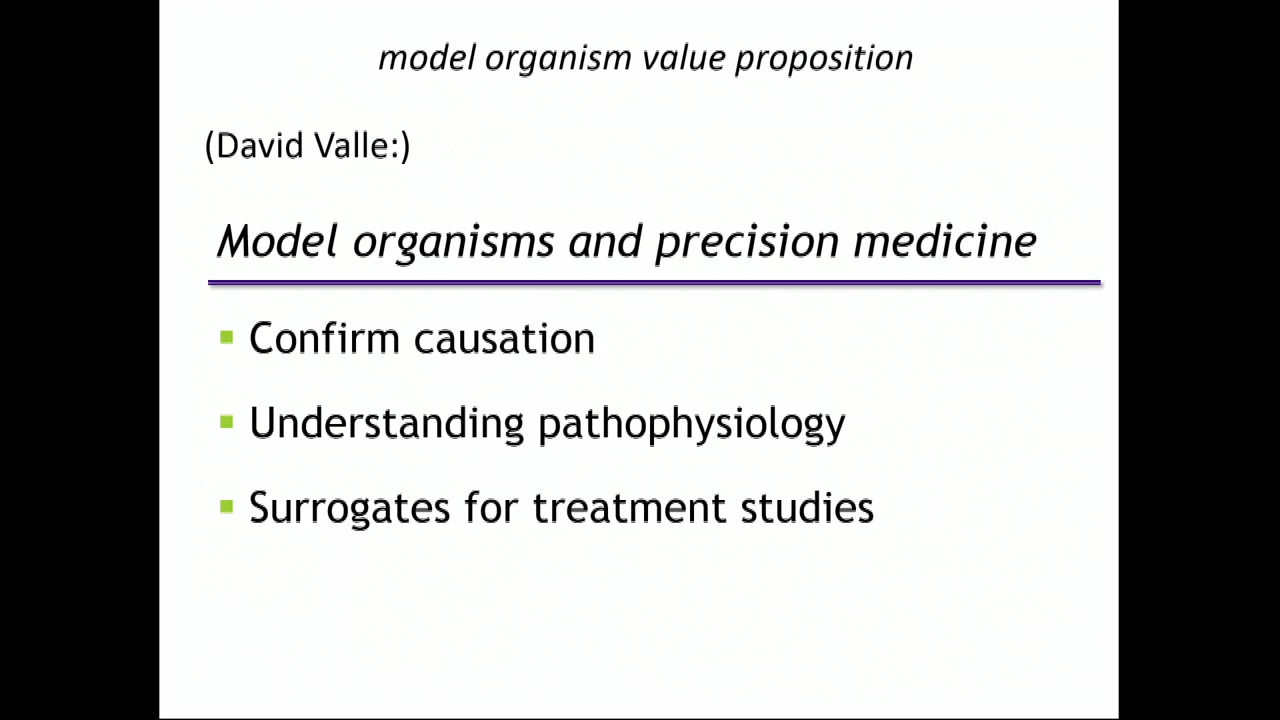 model organism value proposition
(David Valle:)
Model organisms and precision medicine
▪ Confirm causation
▪ Understanding pathophysiology
▪ Surrogates for treatment studies